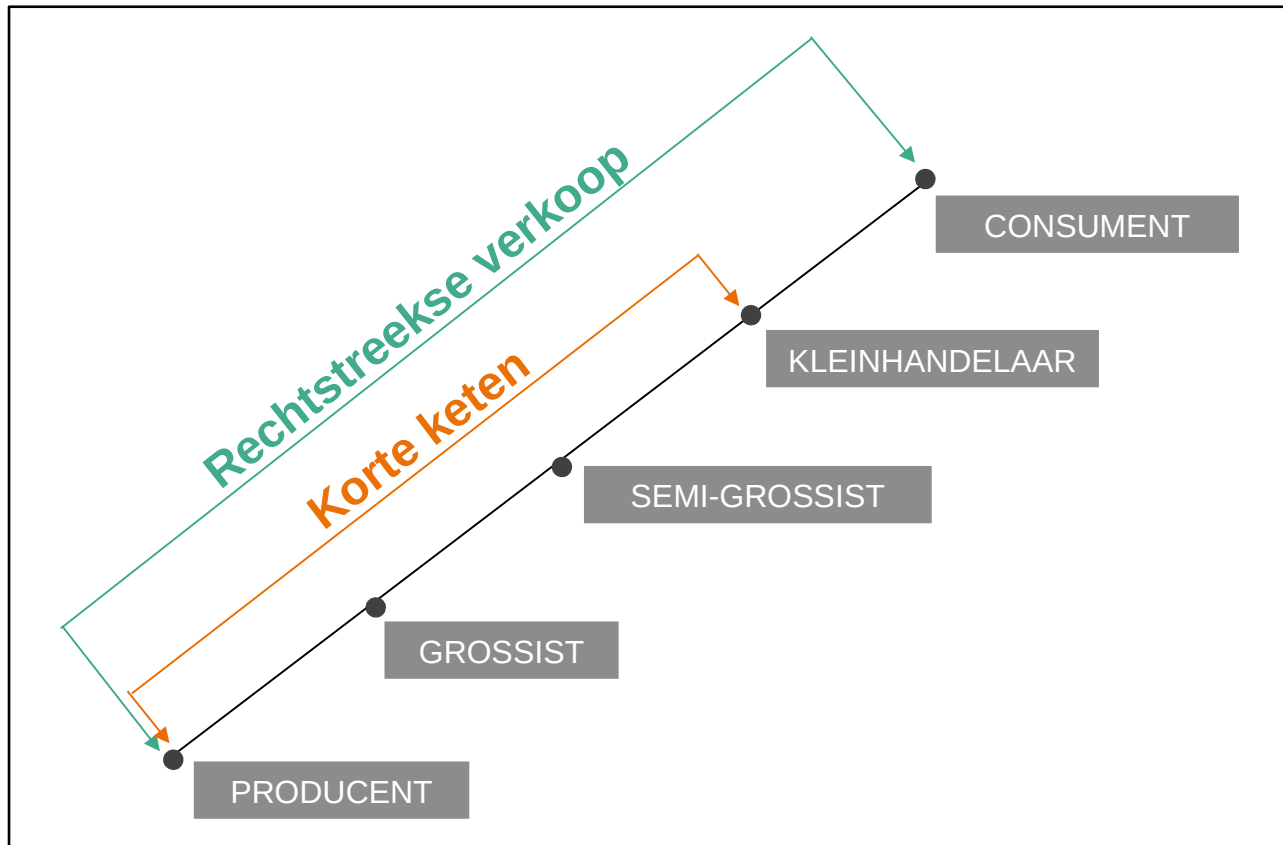 Rechtstreekse verkoop
Korte keten
CONSUMENT
KLEINHANDELAAR
SEMI-GROSSIST
GROSSIST
PRODUCENT